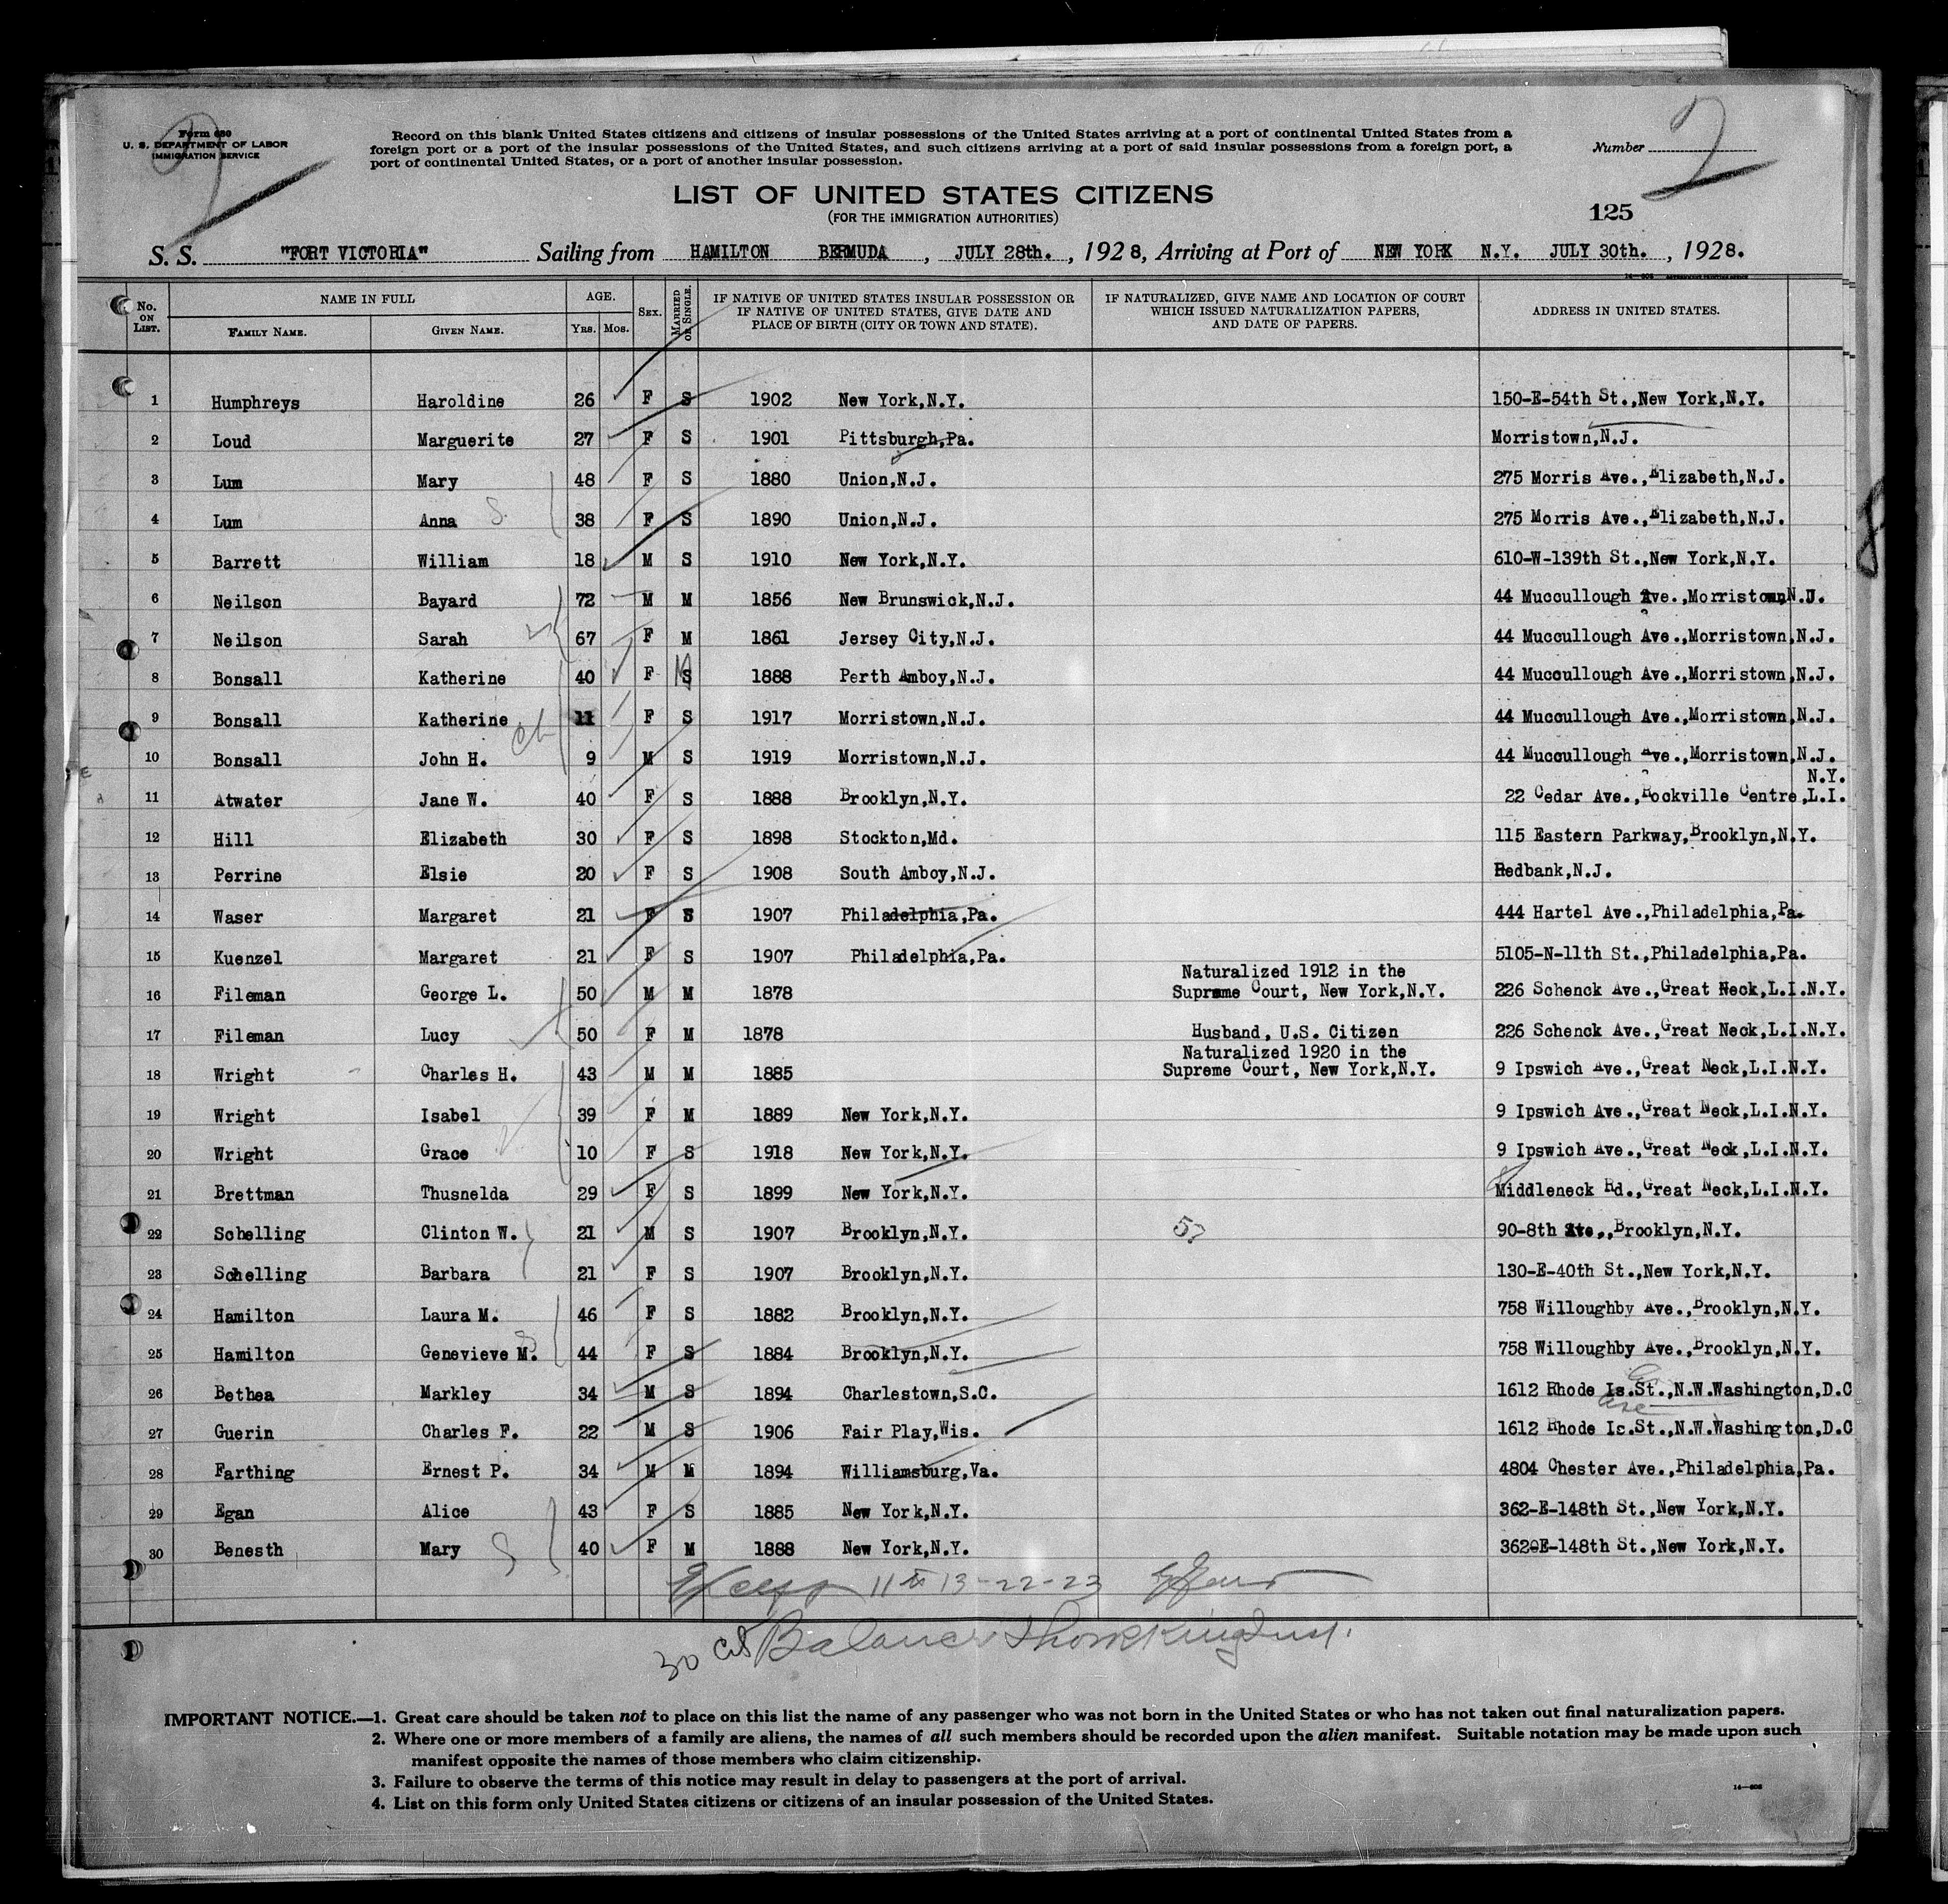 Form 630
U. S. DEPARTMENT OF LABOR
IMMIGRATION SERVICE
Record on this blank United States citizens and citizens of insular possessions of the United States arriving at a port of continental United States from a
foreign port or a port of the insular possessions of the United States, and such citizens arriving at a port of said insular possessions from a foreign port, a
port of continental United States, or a port of another insular possession.
Number 2
LIST OF UNITED STATES CITIZENS
(FOR THE IMMIGRATION AUTHORITIES)
125
S. S. "FORT VICTORIA" Sailing from HAMILTON BERMUDA, JULY 28th., 1928, Arriving at Port of NEW YORK N.Y. JULY 30th., 1928.
No. ON LIST. NAME IN FULL FAMILY NAME. GIVEN NAME. AGE. Yrs. Mos. SEX. MARRIED OR SINGLE. IF NATIVE OF UNITED STATES INSULAR POSSESSION OR IF NATIVE OF UNITED STATES, GIVE DATE AND PLACE OF BIRTH (CITY OR TOWN AND STATE). IF NATURALIZED, GIVE NAME AND LOCATION OF COURT WHICH ISSUED NATURALIZATION PAPERS, AND DATE OF PAPERS. ADDRESS IN UNITED STATES.
1 Humphreys Haroldine 26 F S 1902 New York,N.Y. 150-E-54th St.,New York,N.Y.
2 Loud Marguerite 27 F S 1901 Pittsburgh,Pa. Morristown,N.J.
3 Lum Mary 48 F S 1880 Union,N.J. 275 Morris Ave.,Elizabeth,N.J.
4 Lum Anna S. 38 F S 1890 Union,N.J. 275 Morris Ave.,Elizabeth,N.J.
5 Barrett William 18 M S 1910 New York,N.Y. 610-W-139th St.,New York,N.Y.
6 Neilson Bayard 72 M M 1856 New Brunswick,N.J. 44 Muccullough Ave.,Morristown N.J.
7 Neilson Sarah 67 F M 1861 Jersey City,N.J. 44 Muccullough Ave.,Morristown,N.J.
8 Bonsall Katherine 40 F M 1888 Perth Amboy,N.J. 44 Muccullough Ave.,Morristown,N.J.
9 Bonsall Katherine 11 F S 1917 Morristown,N.J. 44 Muccullough Ave.,Morristown,N.J.
ch
10 Bonsall John H. 9 M S 1919 Morristown,N.J. 44 Muccullough Ave.,Morristown,N.J.
N.Y.
11 Atwater Jane W. 40 F S 1888 Brooklyn,N.Y. 22 Cedar Ave.,Rockville Centre,L.I.
12 Hill Elizabeth 30 F S 1898 Stockton,Md. 115 Eastern Parkway,Brooklyn,N.Y.
13 Perrine Elsie 20 F S 1908 South Amboy,N.J. Redbank,N.J.
14 Waser Margaret 21 F S 1907 Philadelphia,Pa. 444 Hartel Ave.,Philadelphia,Pa.
15 Kuenzel Margaret 21 F S 1907 Philadelphia,Pa. 5105-N-11th St.,Philadelphia,Pa.
Naturalized 1912 in the
16 Fileman George L. 50 M M 1878 Supreme Court, New York,N.Y. 226 Schenck Ave.,Great Neck,L.I.N.Y.
17 Fileman Lucy 50 F M 1878 Husband, U.S. Citizen 226 Schenck Ave.,Great Neck,L.I.N.Y.
Naturalized 1920 in the
18 Wright Charles H. 43 M M 1885 Supreme Court, New York,N.Y. 9 Ipswich Ave.,Great Neck,L.I.N.Y.
19 Wright Isabel 39 F M 1889 New York,N.Y. 9 Ipswich Ave.,Great Neck,L.I.N.Y.
20 Wright Grace 10 F S 1918 New York,N.Y. 9 Ipswich Ave.,Great Neck,L.I.N.Y.
21 Brettman Thusnelda 29 F S 1899 New York,N.Y. Middleneck Rd.,Great Neck,L.I.N.Y.
22 Schelling Clinton W. 21 M S 1907 Brooklyn,N.Y. 90-8th Ave.,Brooklyn,N.Y.
23 Schelling Barbara 21 F S 1907 Brooklyn,N.Y. 130-E-40th St.,New York,N.Y.
24 Hamilton Laura M. 46 F S 1882 Brooklyn,N.Y. 758 Willoughby Ave.,Brooklyn,N.Y.
25 Hamilton Genevieve M. 44 F S 1884 Brooklyn,N.Y. 758 Willoughby Ave.,Brooklyn,N.Y.
26 Bethea Markley 34 M S 1894 Charlestown,S.C. 1612 Rhode Is.St.,N.W.Washington,D.C
27 Guerin Charles F. 22 M S 1906 Fair Play,Wis. 1612 Rhode Is.St.,N.W.Washington,D.C
28 Farthing Ernest P. 34 M M 1894 Williamsburg,Va. 4804 Chester Ave.,Philadelphia,Pa.
29 Egan Alice 43 F S 1885 New York,N.Y. 362-E-148th St.,New York,N.Y.
30 Benesth Mary S 40 F M 1888 New York,N.Y. 362-E-148th St.,New York,N.Y.
11 to 13-22-23
30 Balance
IMPORTANT NOTICE.—1. Great care should be taken not to place on this list the name of any passenger who was not born in the United States or who has not taken out final naturalization papers.
2. Where one or more members of a family are aliens, the names of all such members should be recorded upon the alien manifest. Suitable notation may be made upon such
manifest opposite the names of those members who claim citizenship.
3. Failure to observe the terms of this notice may result in delay to passengers at the port of arrival.
4. List on this form only United States citizens or citizens of an insular possession of the United States.